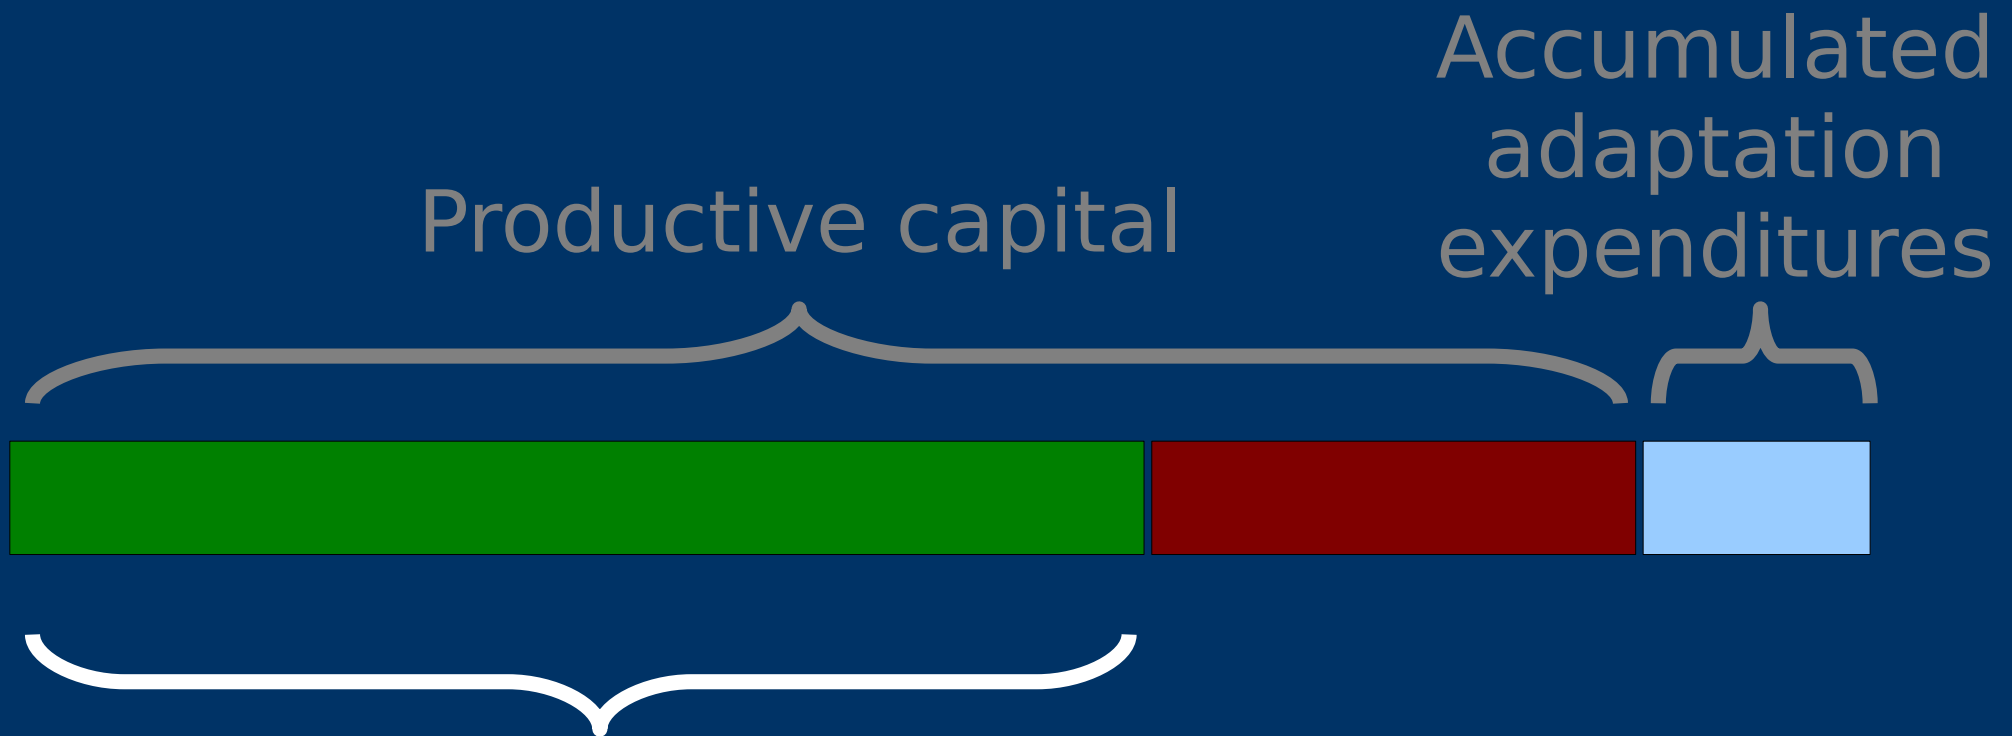 Accumulated
adaptation
expenditures
Productive capital